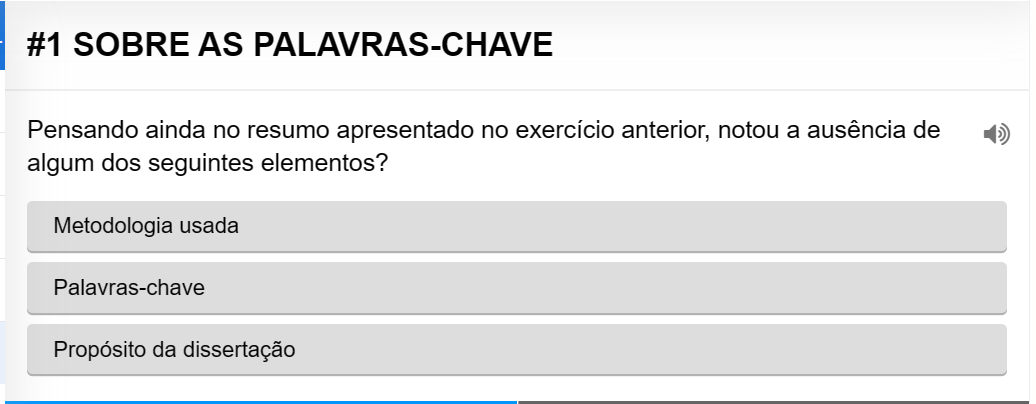 #1 SOBRE AS PALAVRAS-CHAVE
Pensando ainda no resumo apresentado no exercício anterior, notou a ausência de
algum dos seguintes elementos?
Metodologia usada
Palavras-chave
Propósito da dissertação